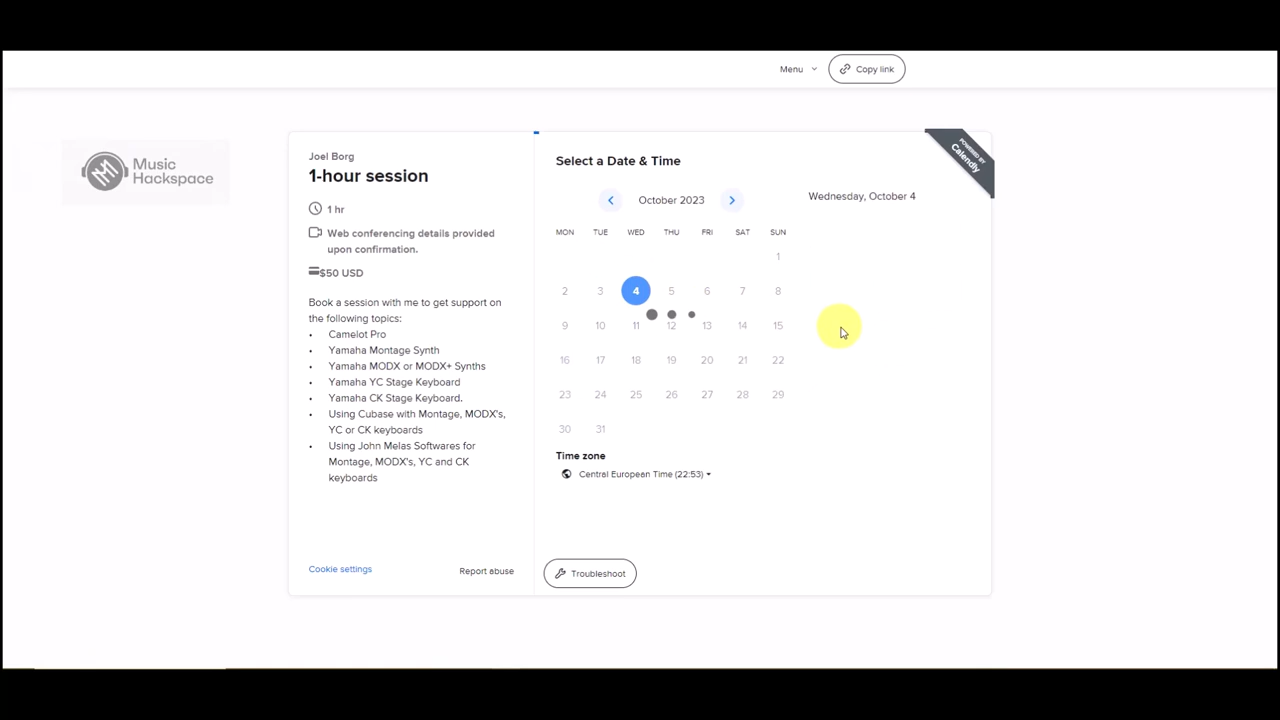 Menu
Copy link
Music
Hackspace
Joel Borg
1-hour session
1 hr
Web conferencing details provided
upon confirmation.
$50 USD
Book a session with me to get support on
the following topics:
• Camelot Pro
• Yamaha Montage Synth
• Yamaha MODX or MODX+ Synths
• Yamaha YC Stage Keyboard
• Yamaha CK Stage Keyboard.
• Using Cubase with Montage, MODX's,
YC or CK keyboards
• Using John Melas Softwares for
Montage, MODX's, YC and CK
keyboards
Cookie settings
Report abuse
Select a Date & Time
October 2023
MON TUE WED THU FRI SAT SUN
1
2 3 4 5 6 7 8
9 10 11 12 13 14 15
16 17 18 19 20 21 22
23 24 25 26 27 28 29
30 31
Time zone
Central European Time (22:53)
Troubleshoot
Wednesday, October 4
POWERED BY
Calendly